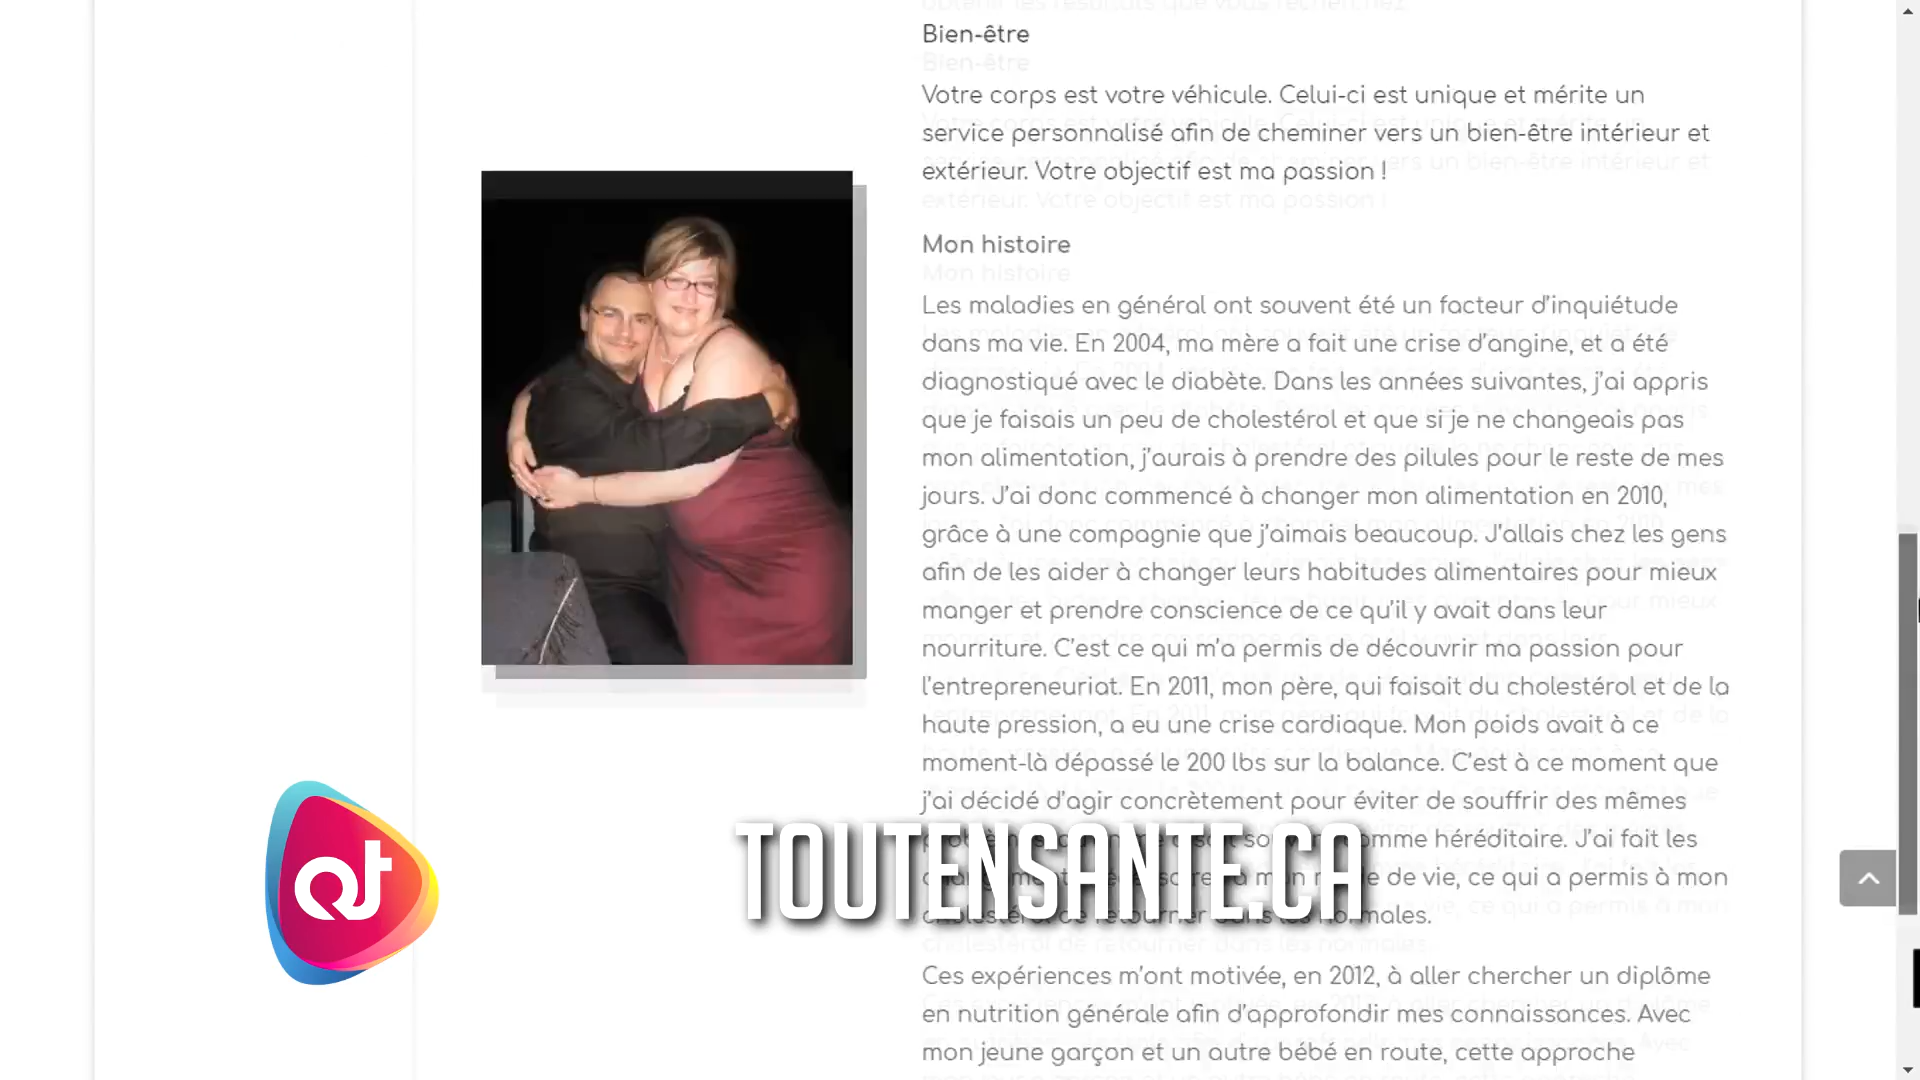 Bien-être
Votre corps est votre véhicule. Celui-ci est unique et mérite un
service personnalisé afin de cheminer vers un bien-être intérieur et
extérieur. Votre objectif est ma passion !
Mon histoire
Les maladies en général ont souvent été un facteur d'inquiétude
dans ma vie. En 2004, ma mère a fait une crise d'angine, et a été
diagnostiqué avec le diabète. Dans les années suivantes, j'ai appris
que je faisais un peu de cholestérol et que si je ne changeais pas
mon alimentation, j'aurais à prendre des pilules pour le reste de mes
jours. J'ai donc commencé à changer mon alimentation en 2010,
grâce à une compagnie que j'aimais beaucoup. J'allais chez les gens
afin de les aider à changer leurs habitudes alimentaires pour mieux
manger et prendre conscience de ce qu'il y avait dans leur
nourriture. C'est ce qui m'a permis de découvrir ma passion pour
l'entrepreneuriat. En 2011, mon père, qui faisait du cholestérol et de la
haute pression, a eu une crise cardiaque. Mon poids avait à ce
moment-là dépassé le 200 lbs sur la balance. C'est à ce moment que
j'ai décidé d'agir concrètement pour éviter de souffrir des mêmes
comme héréditaire. J'ai fait les
de vie, ce qui a permis à mon
cholestérol de retourner dans les normales.
Ces expériences m'ont motivée, en 2012, à aller chercher un diplôme
en nutrition générale afin d'approfondir mes connaissances. Avec
mon jeune garçon et un autre bébé en route, cette approche
TOUTENSANTE.CA